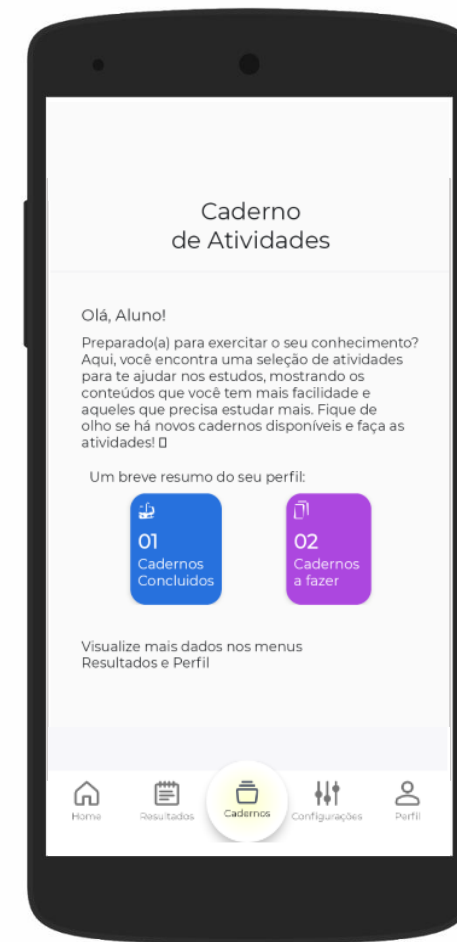 Caderno
de Atividades
Olá, Aluno!
Preparado(a) para exercitar o seu conhecimento?
Aqui, você encontra uma seleção de atividades
para te ajudar nos estudos, mostrando os
conteúdos que você tem mais facilidade e
aqueles que precisa estudar mais. Fique de
olho se há novos cadernos disponíveis e faça as
atividades! 
Um breve resumo do seu perfil:
01
Cadernos
Concluidos
02
Cadernos
a fazer
Visualize mais dados nos menus
Resultados e Perfil
Home
Resultados
Cadernos
Configurações
Perfil